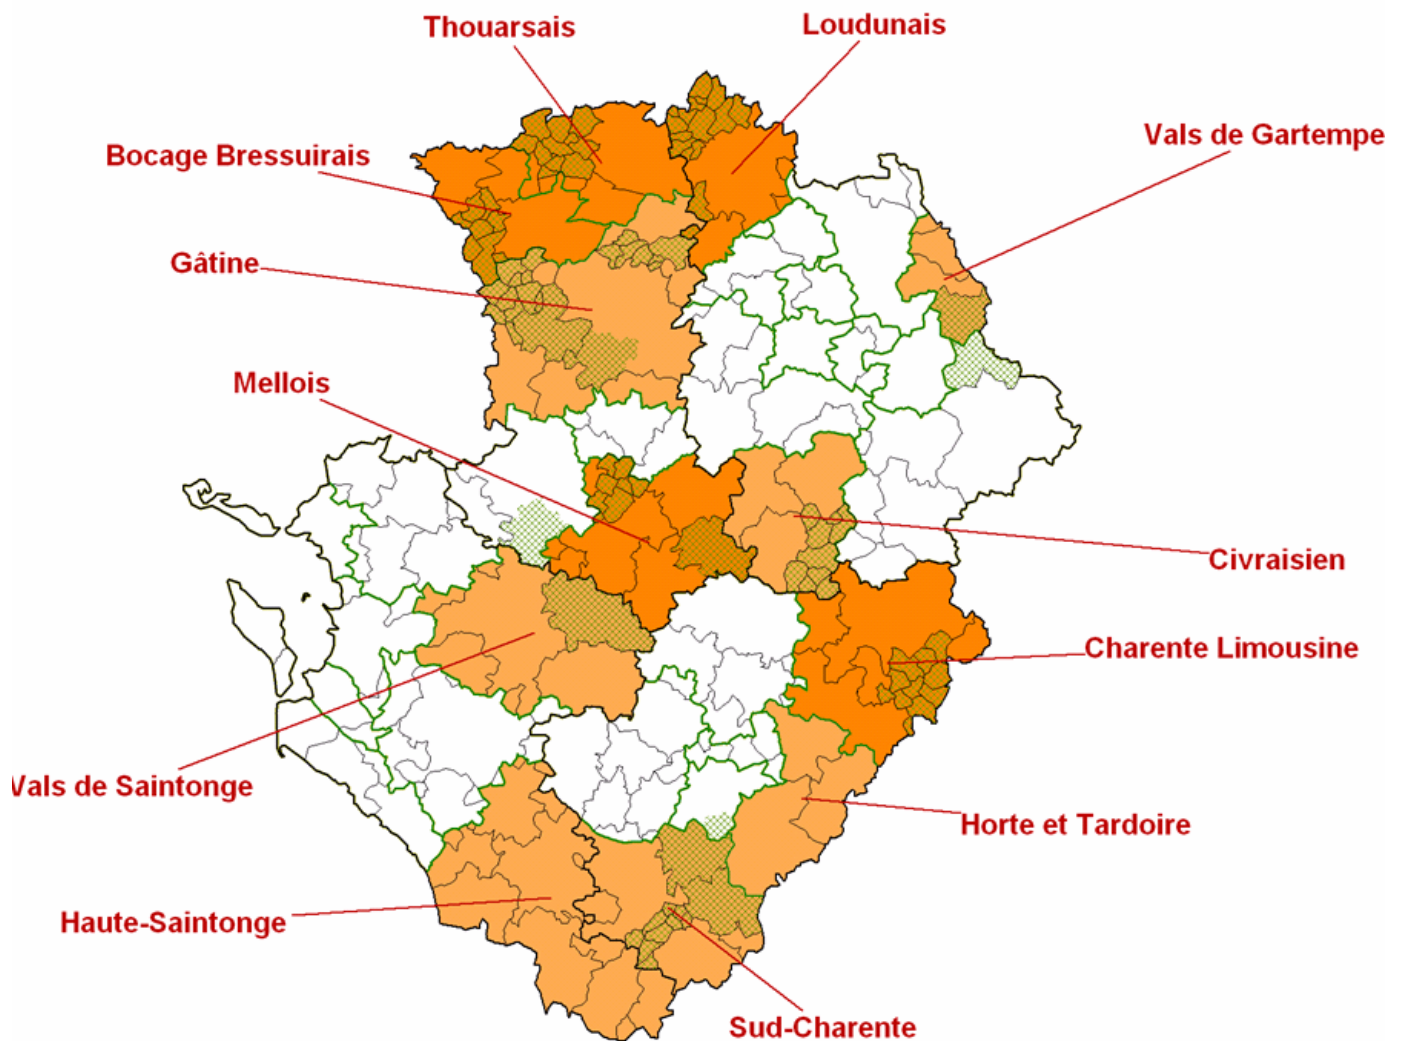 Loudunais
Thouarsais
Vals de Gartempe
Bocage Bressuirais
Gâtine
Mellois
Civraisien
Charente Limousine
Vals de Saintonge
Horte et Tardoire
Haute-Saintonge
Sud-Charente